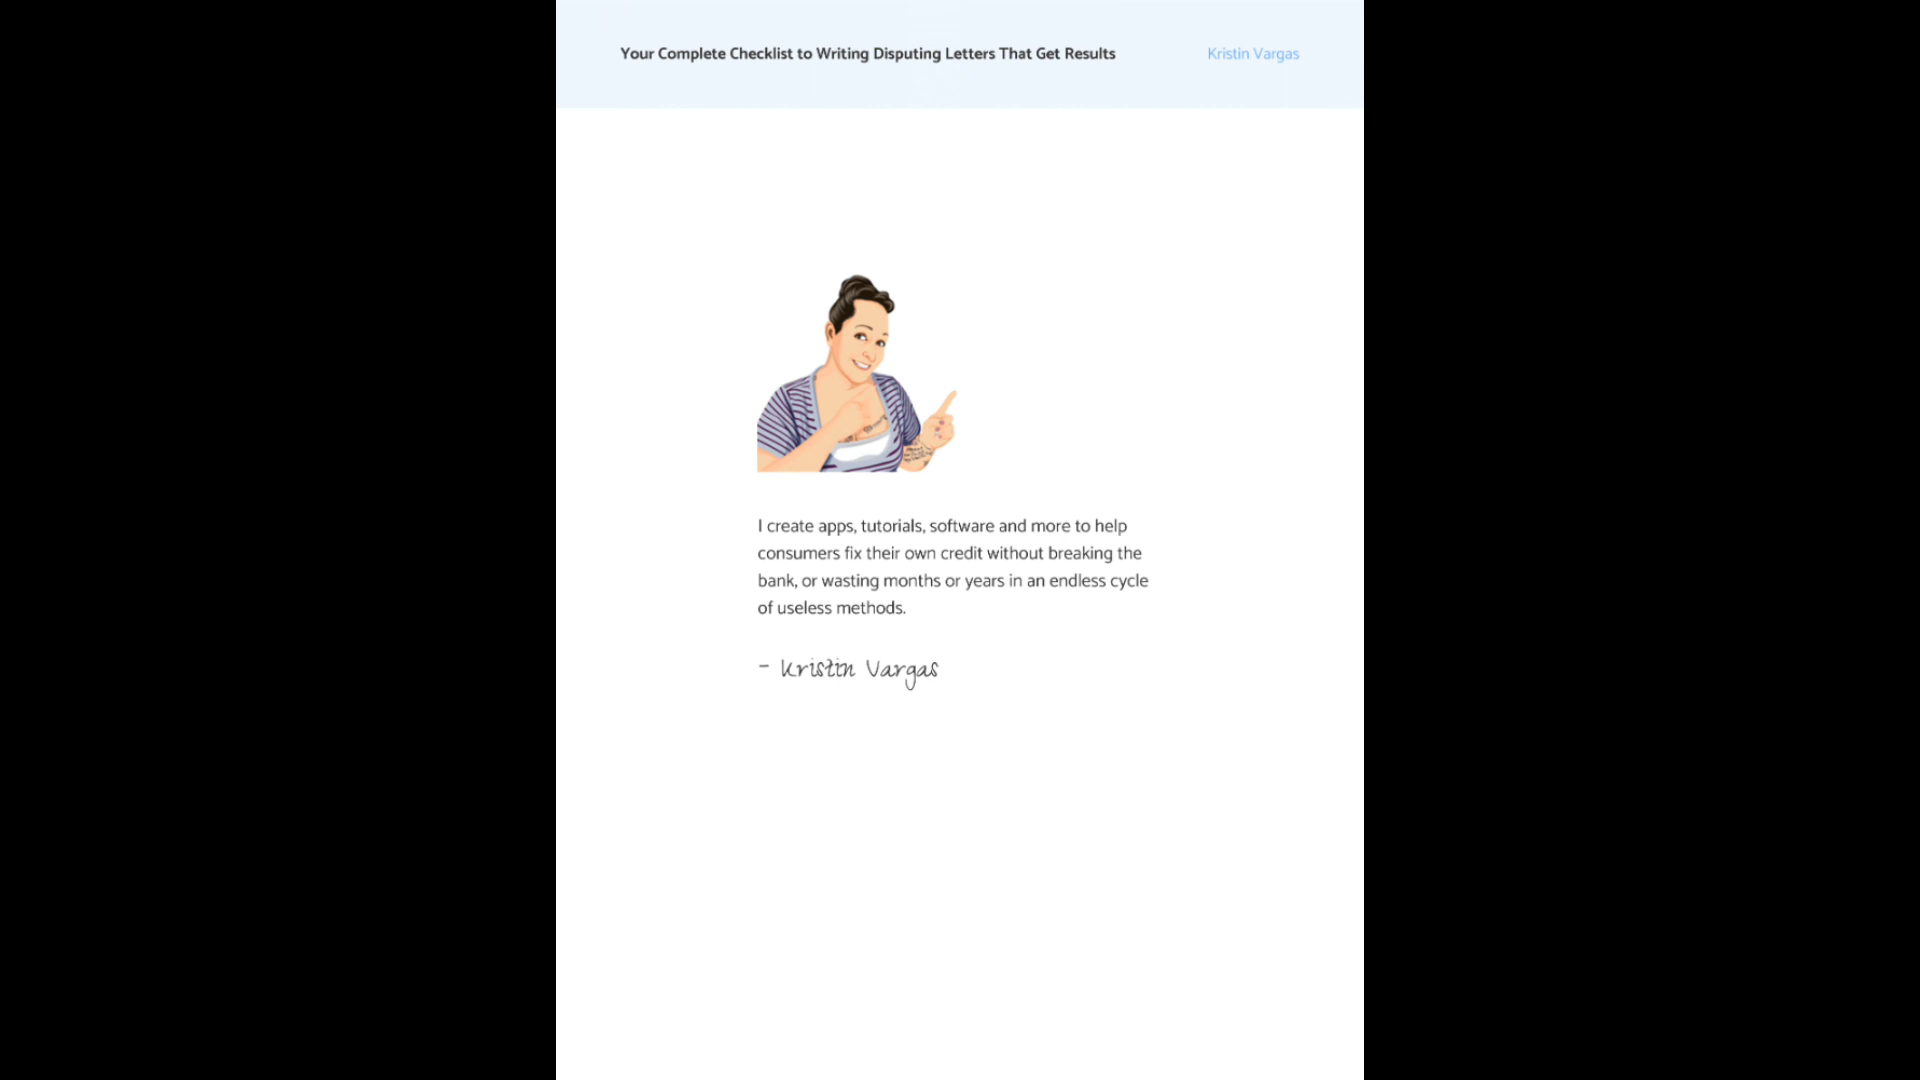 Your Complete Checklist to Writing Disputing Letters That Get Results
Kristin Vargas
I create apps, tutorials, software and more to help
consumers fix their own credit without breaking the
bank, or wasting months or years in an endless cycle
of useless methods.
- Kristin Vargas